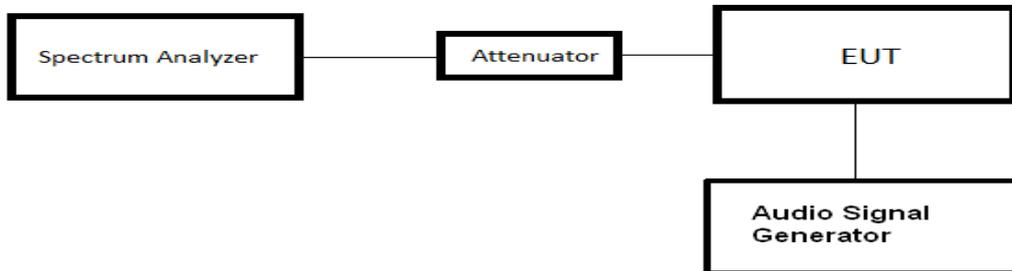 Spectrum Analyzer
Attenuator
EUT
Audio Signal
Generator